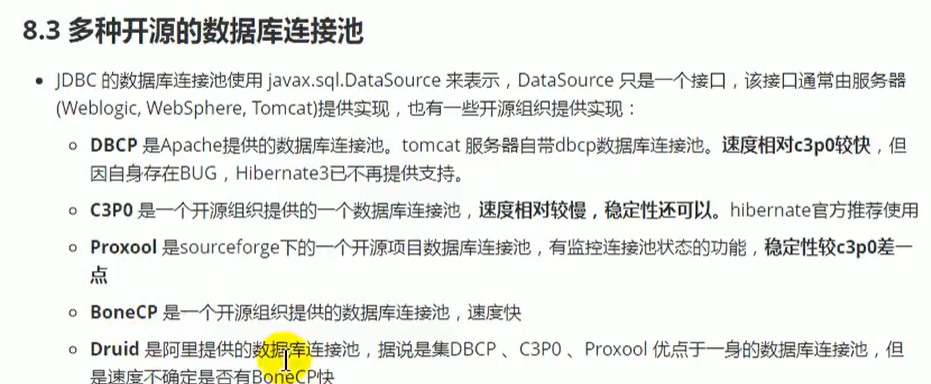 8.3 多种开源的数据库连接池
JDBC 的数据库连接池使用 javax.sql.DataSource 来表示，DataSource 只是一个接口，该接口通常由服务器
(Weblogic, WebSphere, Tomcat)提供实现，也有一些开源组织提供实现：
DBCP 是Apache提供的数据库连接池。tomcat 服务器自带dbcp数据库连接池。速度相对c3p0较快，但
因自身存在BUG，Hibernate3已不再提供支持。
C3P0 是一个开源组织提供的一个数据库连接池，速度相对较慢，稳定性还可以。hibernate官方推荐使用
Proxool 是sourceforge下的一个开源项目数据库连接池，有监控连接池状态的功能，稳定性较c3p0差一
点
BoneCP 是一个开源组织提供的数据库连接池，速度快
Druid 是阿里提供的数据库连接池，据说是集DBCP 、C3P0 、Proxool 优点于一身的数据库连接池，但
是速度不确定是否有BoneCP快